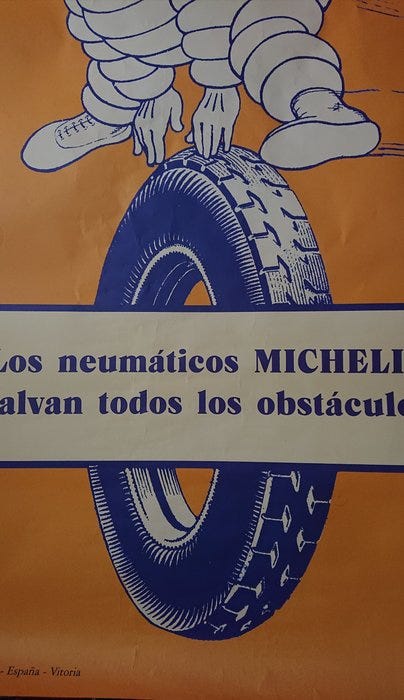 Los neumáticos MICHELI
alvan todos los obstácul
- España - Vitoria